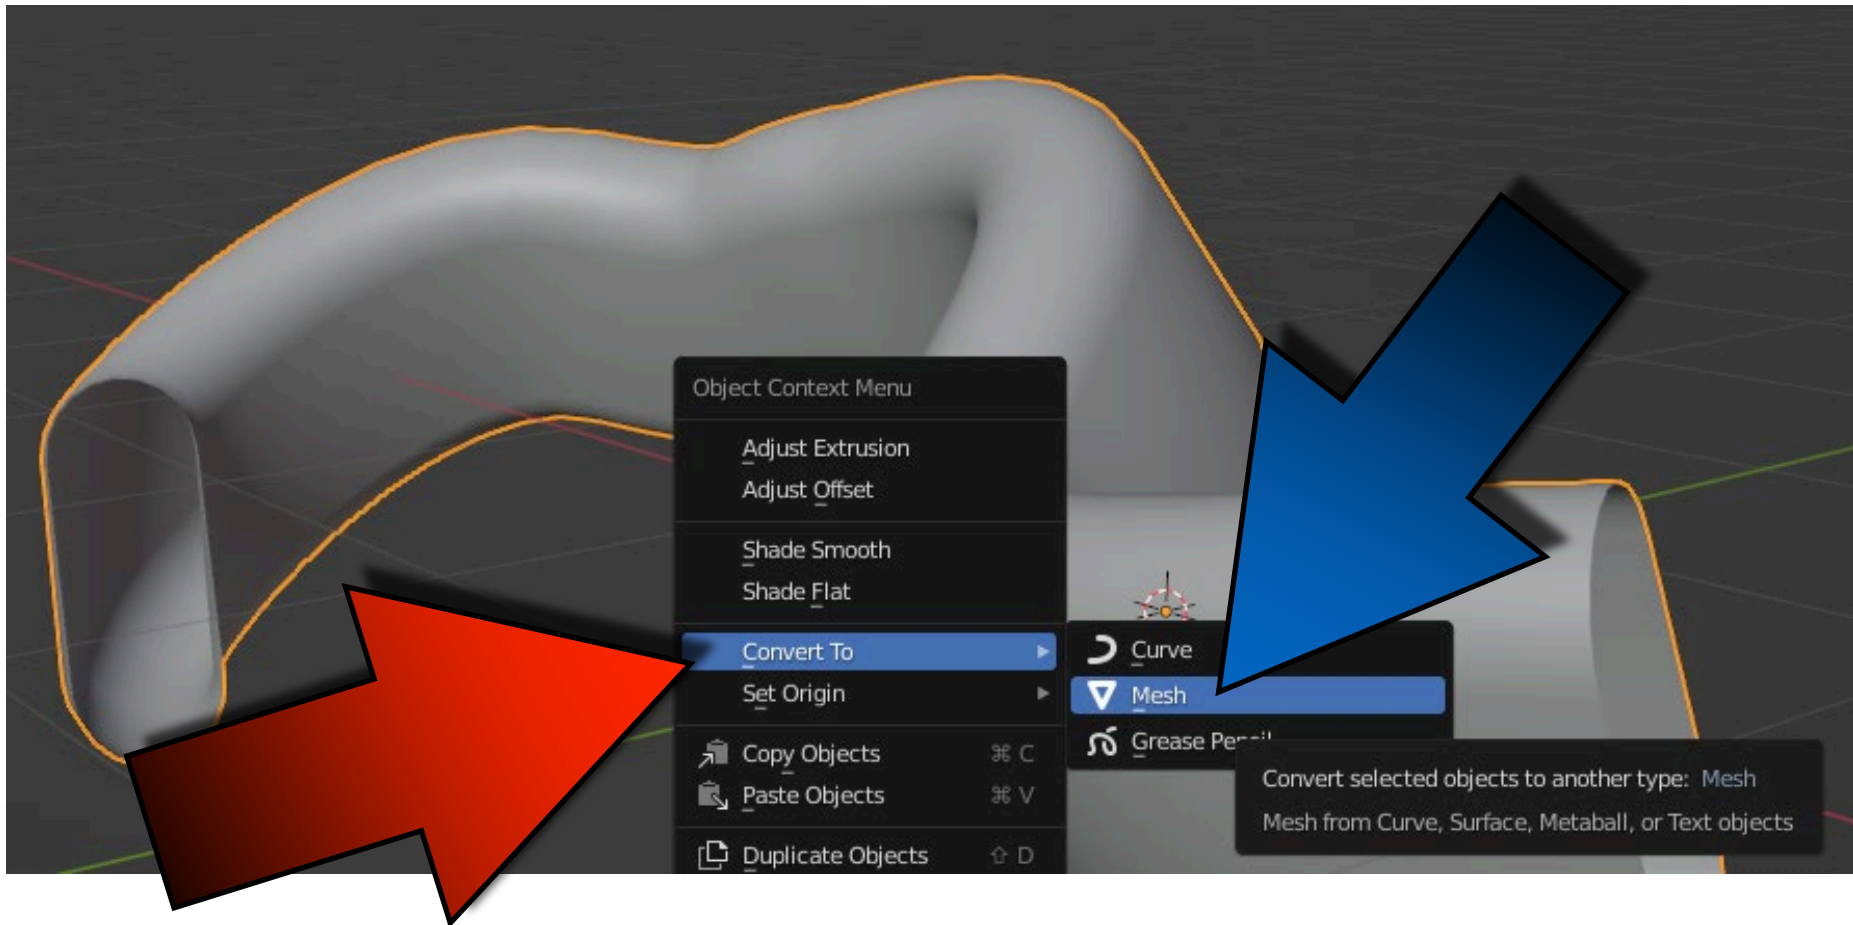 Object Context Menu
Adjust Extrusion
Adjust Offset
Shade Smooth
Shade Flat
Convert To
Set Origin
Copy Objects ⌘ C
Paste Objects ⌘ V
Duplicate Objects ⇧ D
Curve
Mesh
Grease Pencil
Convert selected objects to another type: Mesh
Mesh from Curve, Surface, Metaball, or Text objects